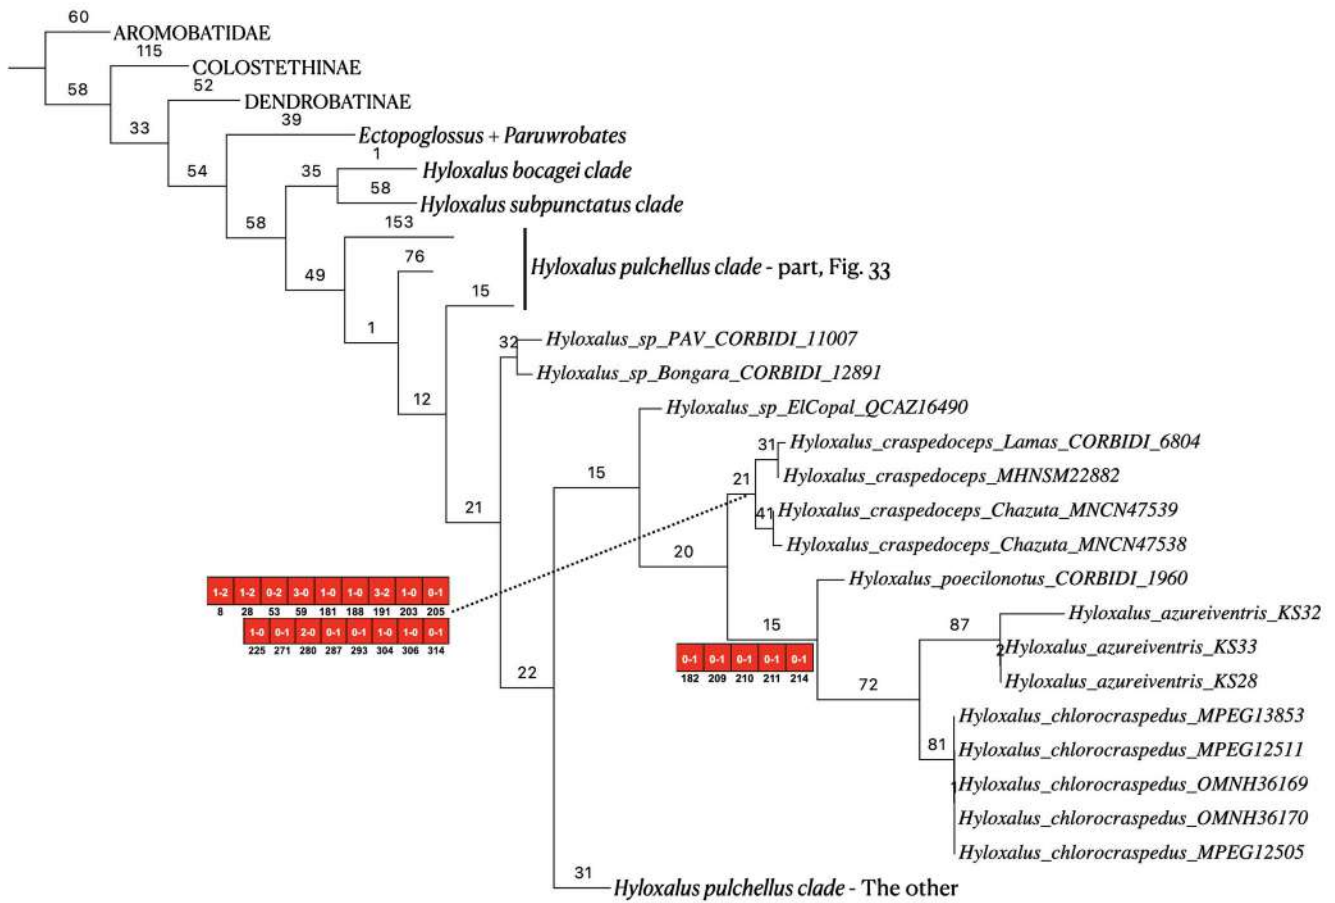 60
AROMOBATIDAE
115
COLOSTETHINAE
58
52
DENDROBATINAE
33
39
Ectopoglossus + Paruwrobates
1
54
35
Hyloxalus bocagei clade
58
Hyloxalus subpunctatus clade
58
153
76
Hyloxalus pulchellus clade - part, Fig. 33
49
15
1
32
Hyloxalus_sp_PAV_CORBIDI_11007
Hyloxalus_sp_Bongara_CORBIDI_12891
12
Hyloxalus_sp_ElCopal_QCAZ16490
31
Hyloxalus_craspedoceps_Lamas_CORBIDI_6804
15
21
Hyloxalus_craspedoceps_MHNSM22882
21
41
Hyloxalus_craspedoceps_Chazuta_MNCN47539
20
Hyloxalus_craspedoceps_Chazuta_MNCN47538
Hyloxalus_poecilonotus_CORBIDI_1960
1-2 1-2 0-2 3-0 1-0 1-0 3-2 1-0 0-1
8 28 53 59 181 188 191 203 205
1-0 0-1 2-0 0-1 0-1 1-0 1-0 0-1
225 271 280 287 293 304 306 314
15
87
Hyloxalus_azureiventris_KS32
2
Hyloxalus_azureiventris_KS33
0-1 0-1 0-1 0-1 0-1
182 209 210 211 214
22
72
Hyloxalus_azureiventris_KS28
Hyloxalus_chlorocraspedus_MPEG13853
81
Hyloxalus_chlorocraspedus_MPEG12511
1
Hyloxalus_chlorocraspedus_OMNH36169
Hyloxalus_chlorocraspedus_OMNH36170
Hyloxalus_chlorocraspedus_MPEG12505
31
Hyloxalus pulchellus clade - The other